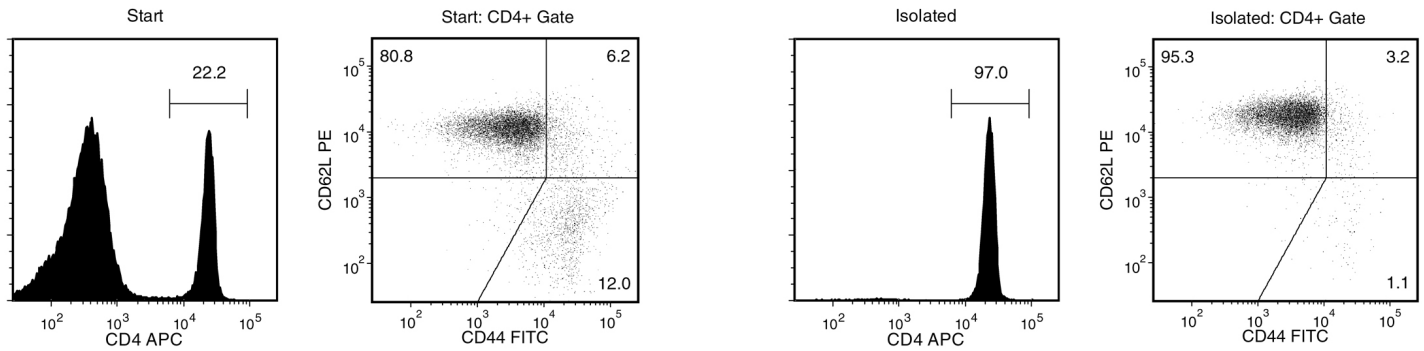 Start
22.2
10² 10³ 10⁴ 10⁵
CD4 APC
Start: CD4+ Gate
80.8 6.2
12.0
10⁵
10⁴
10³
10²
CD62L PE
10² 10³ 10⁴ 10⁵
CD44 FITC
Isolated
97.0
10² 10³ 10⁴ 10⁵
CD4 APC
Isolated: CD4+ Gate
95.3 3.2
1.1
10⁵
10⁴
10³
10²
CD62L PE
10² 10³ 10⁴ 10⁵
CD44 FITC